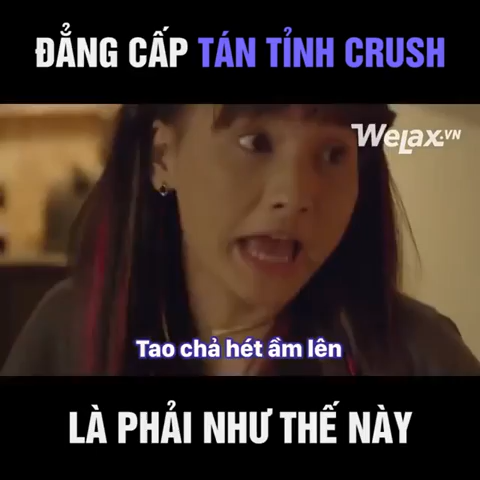 ĐẲNG CẤP TÁN TỈNH CRUSH
WeLax.VN
Tao chả hét ầm lên
LÀ PHẢI NHƯ THẾ NÀY